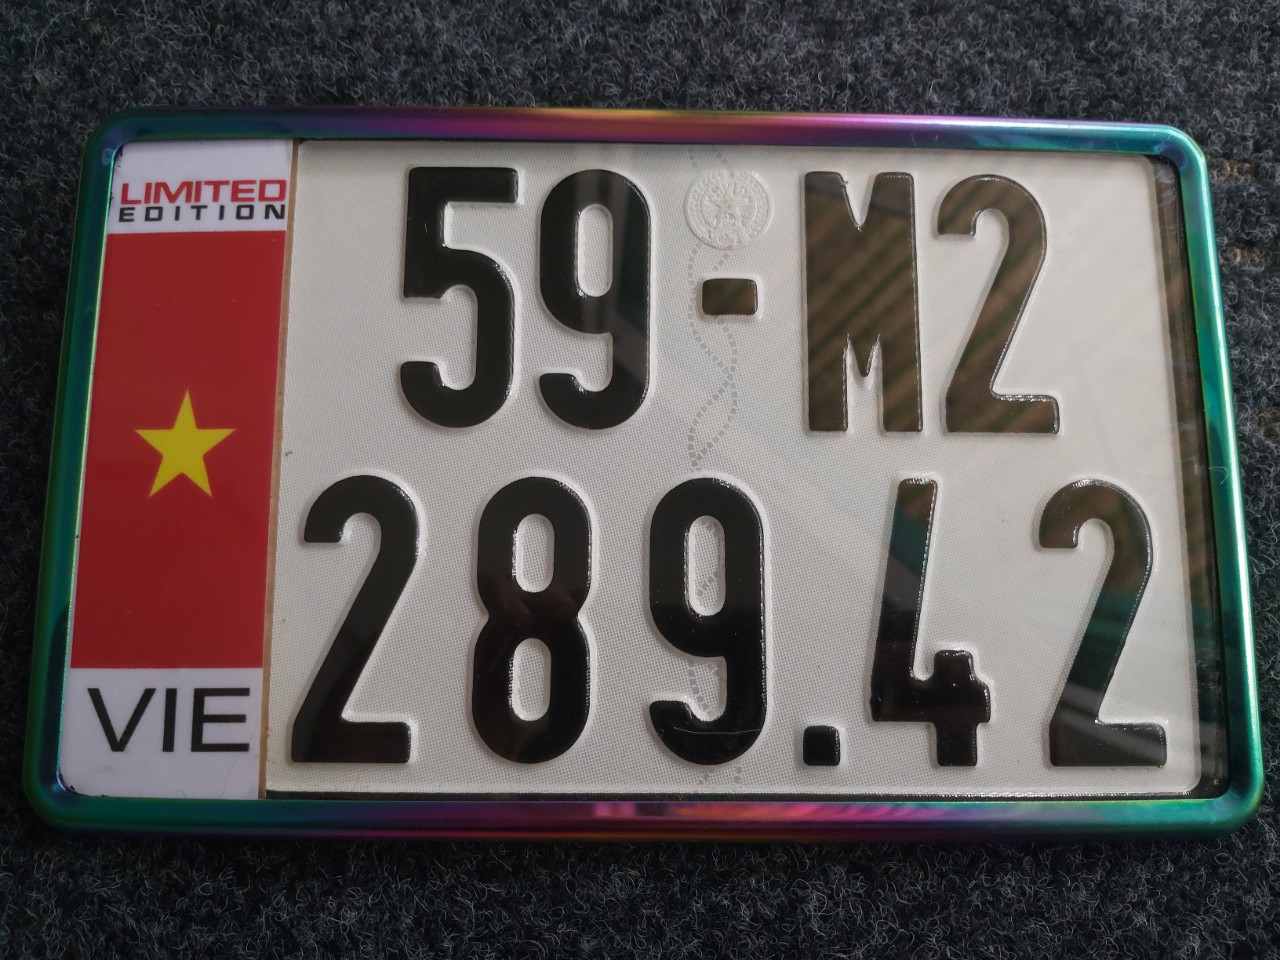 LIMITED
EDITION
59-M2
289.42
VIE